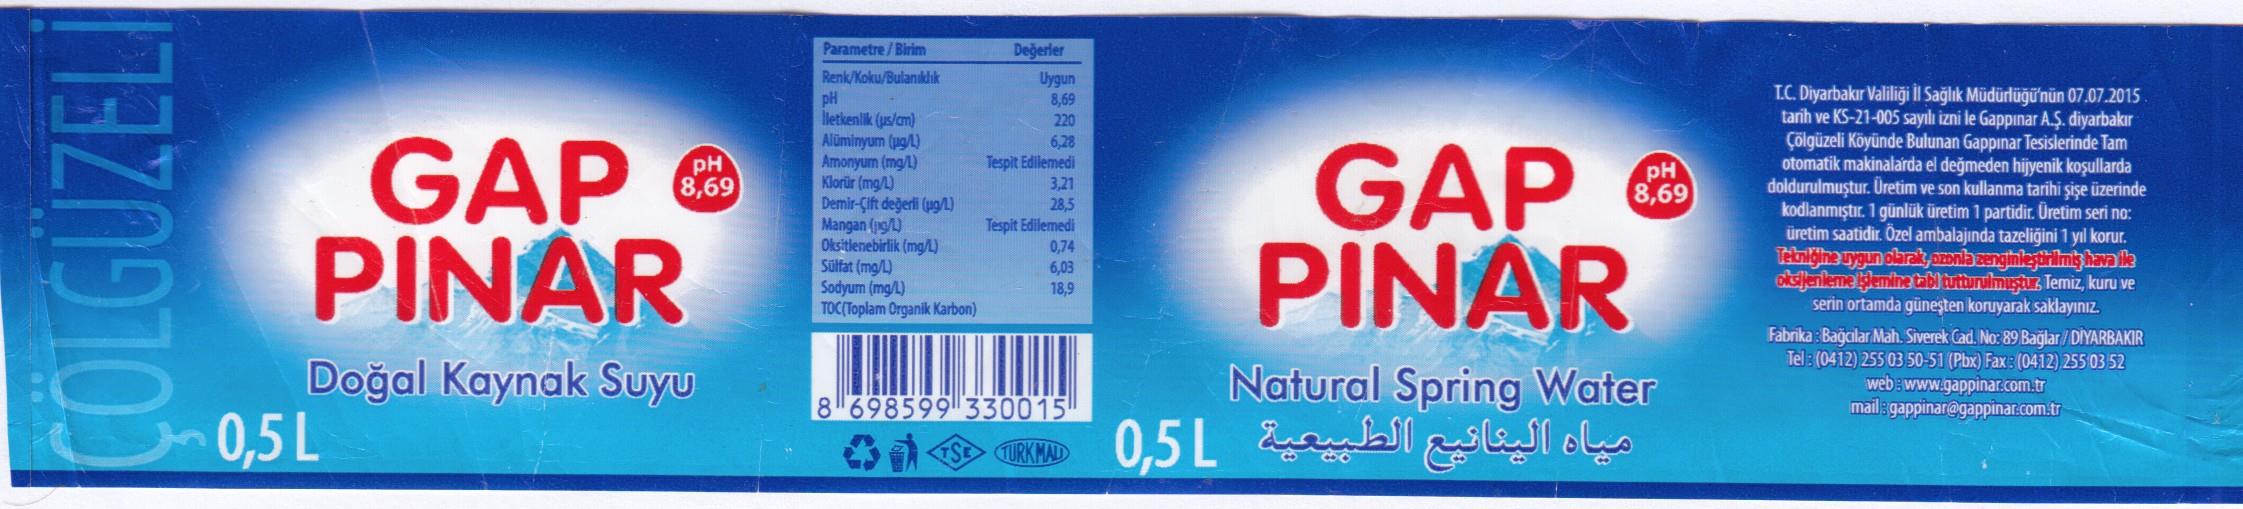 ÇÖLGÜZELİ
GAP
PINAR
pH
8,69
Doğal Kaynak Suyu
0,5 L
Parametre / Birim Değerler
Renk/Koku/Bulanıklık Uygun
pH 8,69
İletkenlik (µs/cm) 220
Alüminyum (µg/L) 6,28
Amonyum (mg/L) Tespit Edilemedi
Klorür (mg/L) 3,21
Demir-Çift değerli (µg/L) 28,5
Mangan (µg/L) Tespit Edilemedi
Oksitlenebirlik (mg/L) 0,74
Sülfat (mg/L) 6,03
Sodyum (mg/L) 18,9
TOC(Toplam Organik Karbon)
8 698599 330015
TSE
TÜRK MALI
GAP
PINAR
pH
8,69
Natural Spring Water
0,5 L
مياه الينانيع الطبيعية
T.C. Diyarbakır Valiliği İl Sağlık Müdürlüğü'nün 07.07.2015
tarih ve KS-21-005 sayılı izni le Gappınar A.Ş. diyarbakır
Çölgüzeli Köyünde Bulunan Gappınar Tesislerinde Tam
otomatik makinalarda el değmeden hijyenik koşullarda
doldurulmuştur. Üretim ve son kullanma tarihi şişe üzerinde
kodlanmıştır. 1 günlük üretim 1 partidir. Üretim seri no:
üretim saatidir. Özel ambalajında tazeliğini 1 yıl korur.
Tekniğine uygun olarak, ozonla zenginleştirilmiş hava ile
oksijenleme işlemine tabi tutturulmuştur. Temiz, kuru ve
serin ortamda güneşten koruyarak saklayınız.
Fabrika : Bağcılar Mah. Siverek Cad. No: 89 Bağlar / DİYARBAKIR
Tel : (0412) 255 03 50-51 (Pbx) Fax : (0412) 255 03 52
web : www.gappinar.com.tr
mail : gappinar@gappinar.com.tr